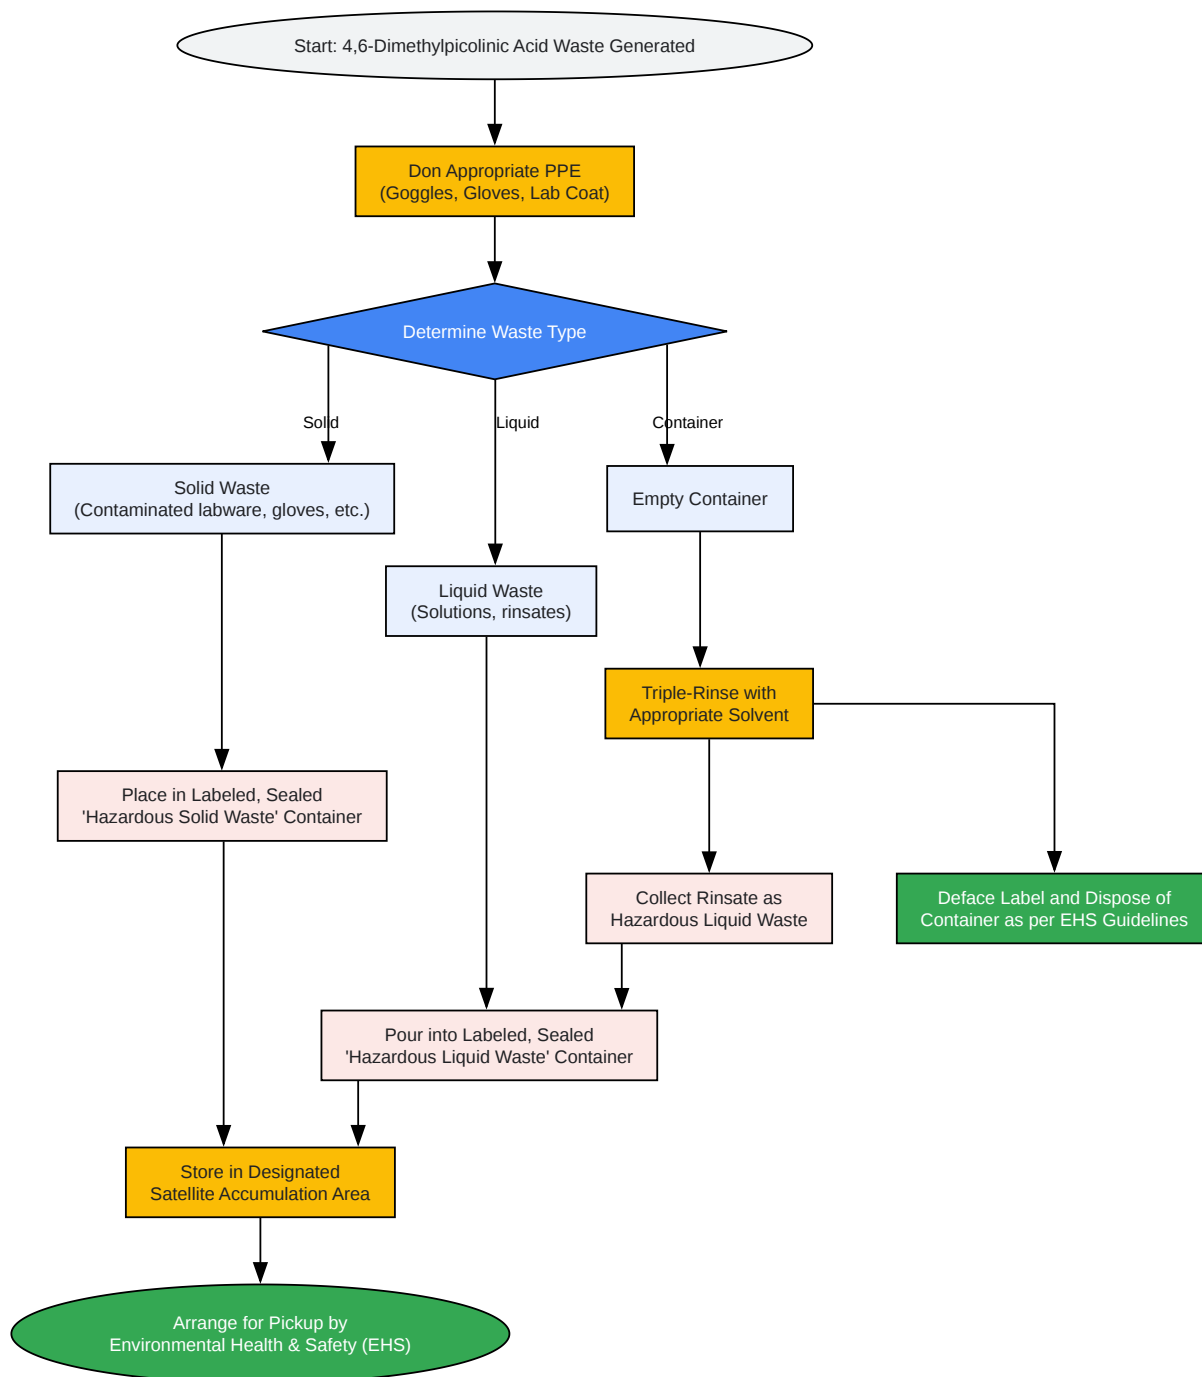 Start: 4,6-Dimethylpicolinic Acid Waste Generated
Don Appropriate PPE
(Goggles, Gloves, Lab Coat)
Determine Waste Type
Solid
Liquid
Container
Solid Waste
(Contaminated labware, gloves, etc.)
Empty Container
Liquid Waste
(Solutions, rinsates)
Triple-Rinse with
Appropriate Solvent
Place in Labeled, Sealed
'Hazardous Solid Waste' Container
Collect Rinsate as
Hazardous Liquid Waste
Deface Label and Dispose of
Container as per EHS Guidelines
Pour into Labeled, Sealed
'Hazardous Liquid Waste' Container
Store in Designated
Satellite Accumulation Area
Arrange for Pickup by
Environmental Health & Safety (EHS)